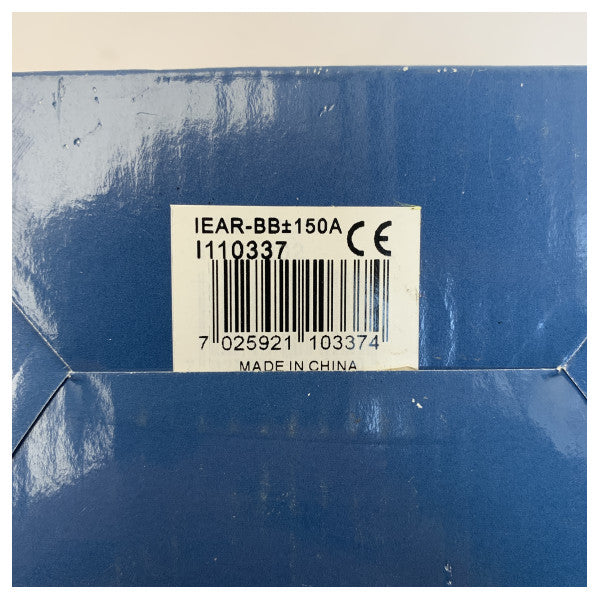 IEAR-BB±150A
I110337
CE
7 025921 103374
MADE IN CHINA